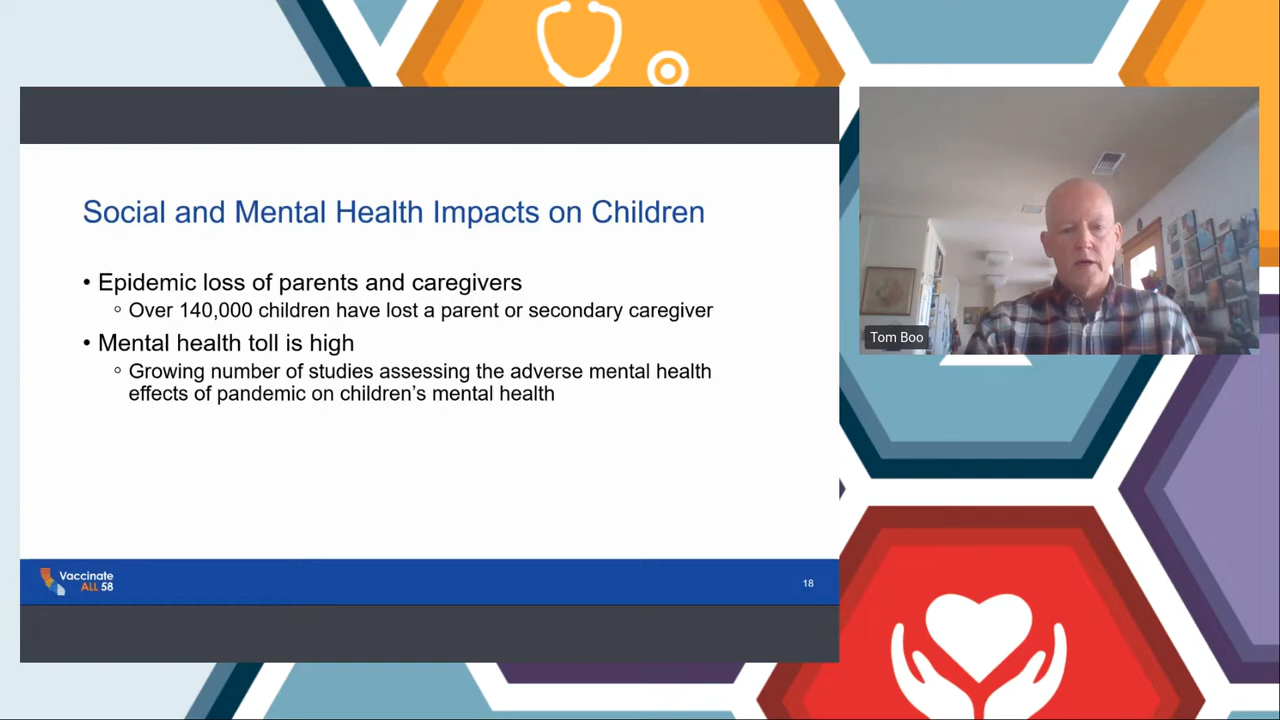 Social and Mental Health Impacts on Children
• Epidemic loss of parents and caregivers
◦ Over 140,000 children have lost a parent or secondary caregiver
• Mental health toll is high
◦ Growing number of studies assessing the adverse mental health
effects of pandemic on children’s mental health
Vaccinate
ALL 58
18
Tom Boo